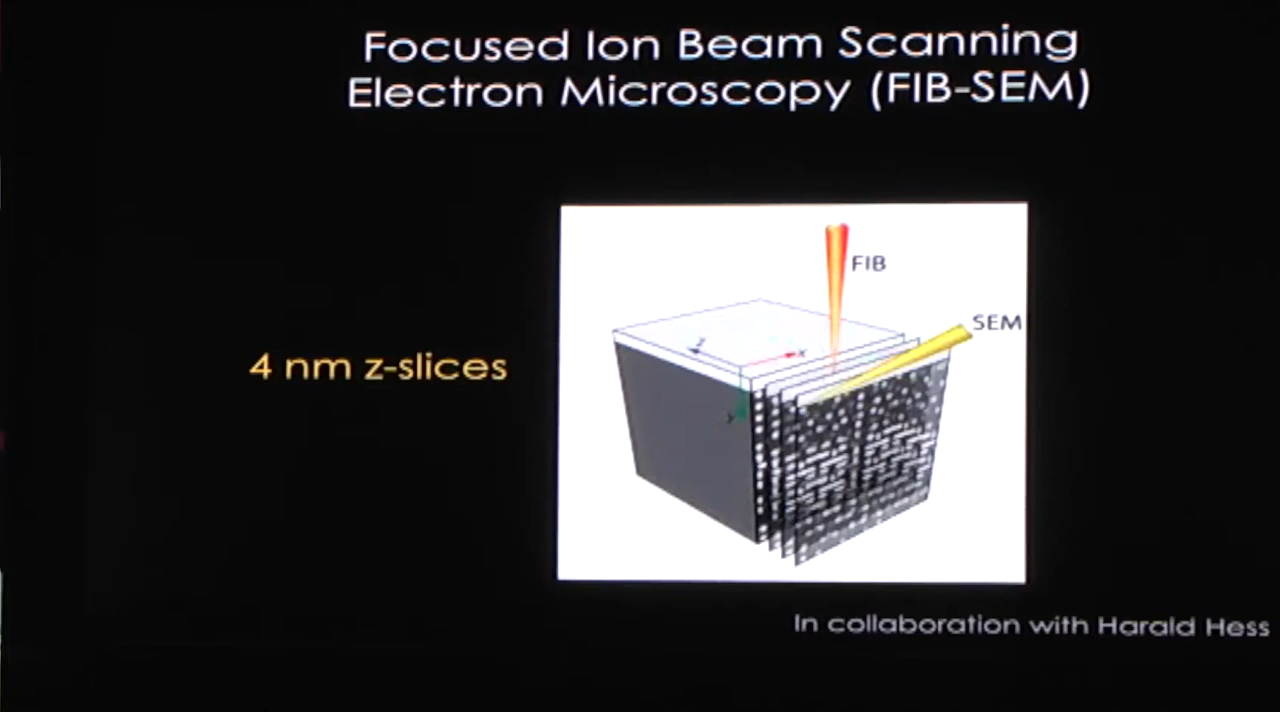 Focused Ion Beam Scanning
Electron Microscopy (FIB-SEM)
FIB
SEM
z
x
y
4 nm z-slices
In collaboration with Harald Hess